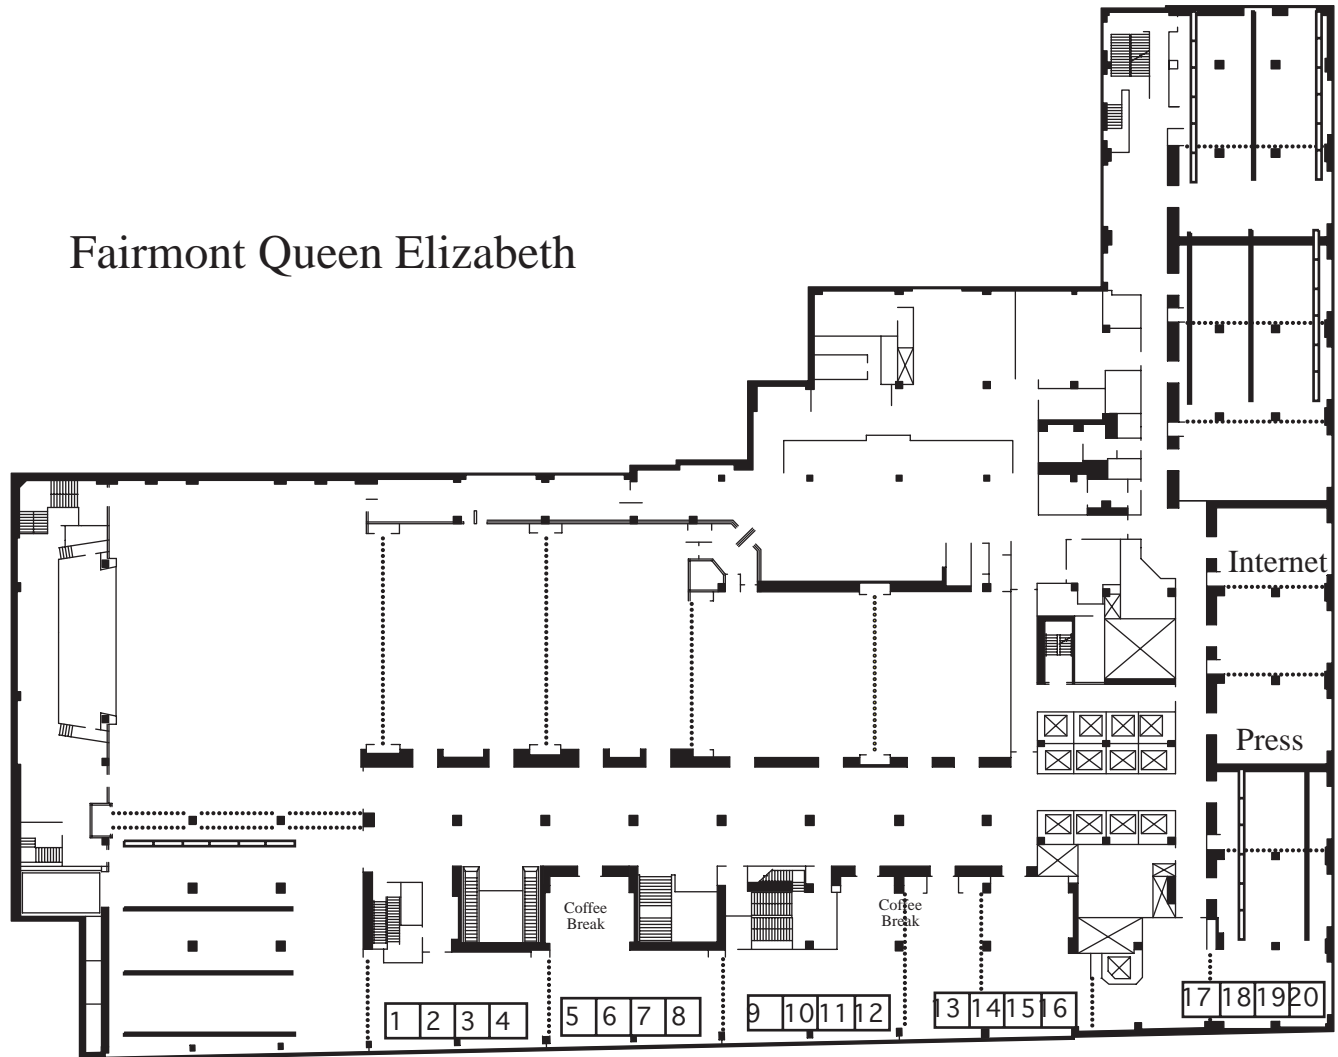 Fairmont Queen Elizabeth
Internet
Press
Coffee
Break
Coffee
Break
1 2 3 4
5 6 7 8
9 10 11 12
13 14 15 16
17 18 19 20